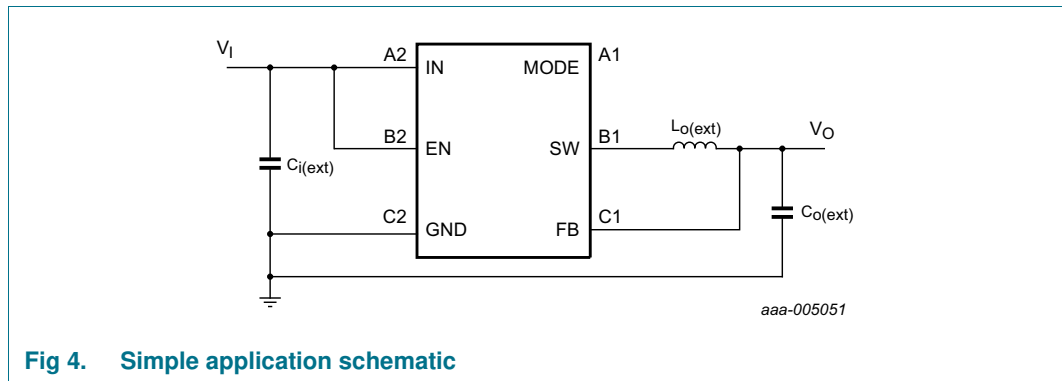 V_I
A2 IN MODE A1
B2 EN SW B1 L_o(ext) V_O
C_i(ext)
C2 GND FB C1 C_o(ext)
aaa-005051
Fig 4. Simple application schematic